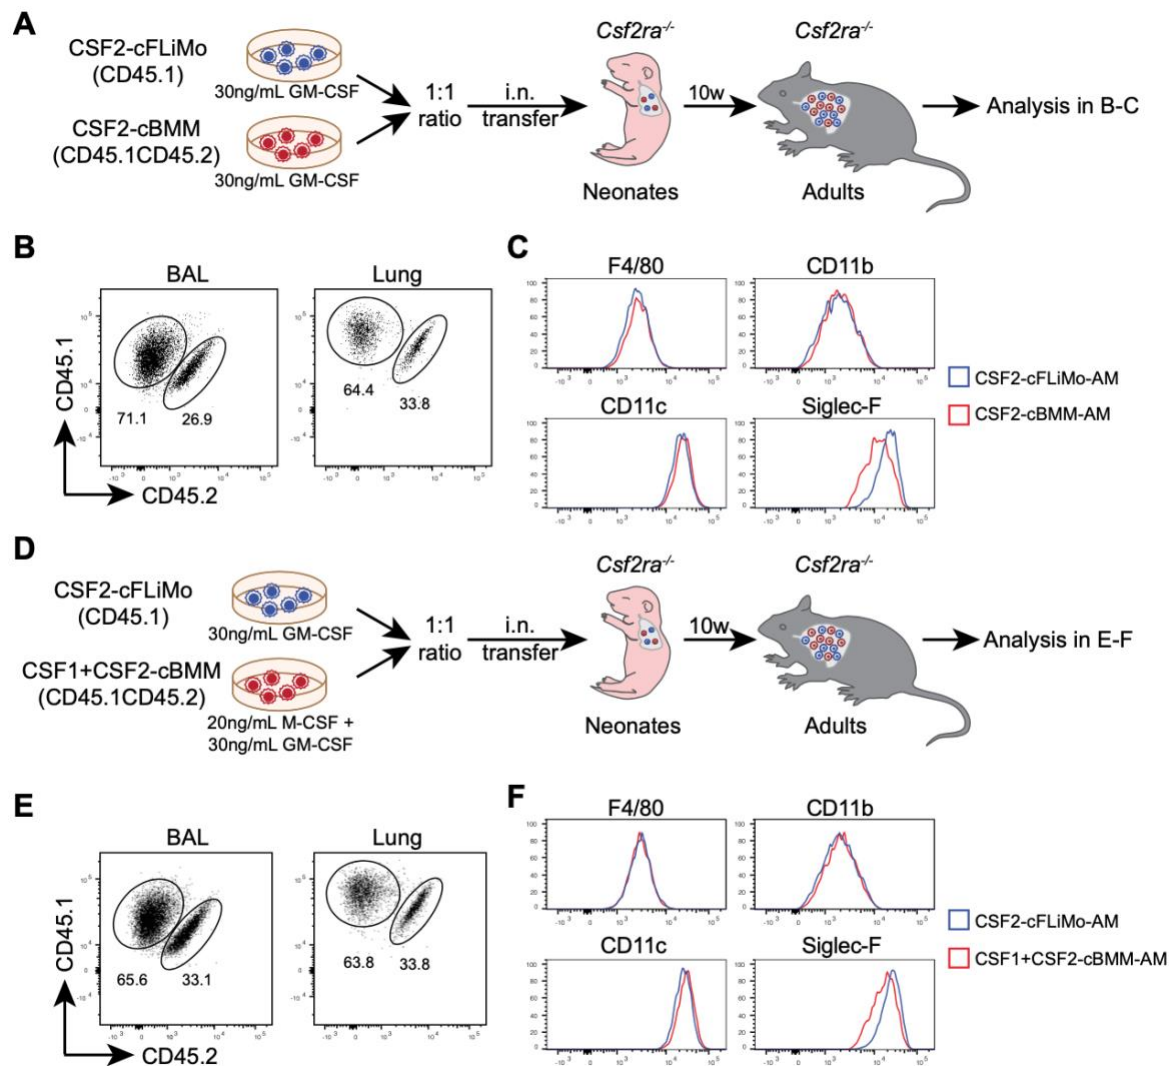 A
CSF2-cFLiMo
(CD45.1)
30ng/mL GM-CSF
CSF2-cBMM
(CD45.1CD45.2)
30ng/mL GM-CSF
1:1
ratio
i.n.
transfer
Csf2ra-/-
Neonates
10w
Csf2ra-/-
Adults
Analysis in B-C
B
BAL
Lung
CD45.1
71.1
26.9
64.4
33.8
CD45.2
C
F4/80
CD11b
CD11c
Siglec-F
CSF2-cFLiMo-AM
CSF2-cBMM-AM
D
CSF2-cFLiMo
(CD45.1)
30ng/mL GM-CSF
CSF1+CSF2-cBMM
(CD45.1CD45.2)
20ng/mL M-CSF +
30ng/mL GM-CSF
1:1
ratio
i.n.
transfer
Csf2ra-/-
Neonates
10w
Csf2ra-/-
Adults
Analysis in E-F
E
BAL
Lung
CD45.1
65.6
33.1
63.8
33.8
CD45.2
F
F4/80
CD11b
CD11c
Siglec-F
CSF2-cFLiMo-AM
CSF1+CSF2-cBMM-AM